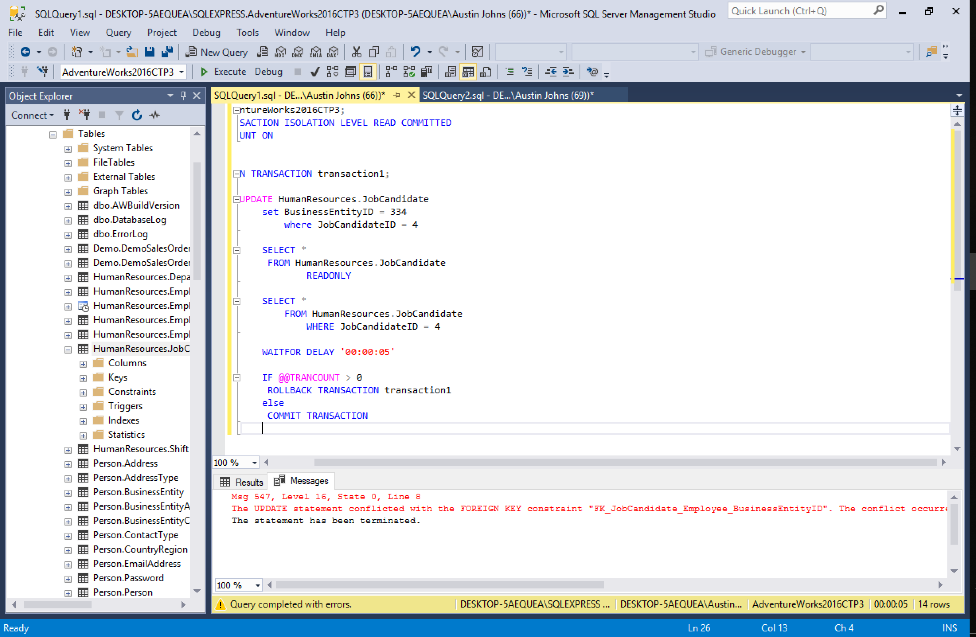 SQLQuery1.sql - DESKTOP-5AEQUEA\SQLEXPRESS.AdventureWorks2016CTP3 (DESKTOP-5AEQUEA\Austin Johns (66))* - Microsoft SQL Server Management Studio
Quick Launch (Ctrl+Q)
File Edit View Query Project Debug Tools Window Help
New Query
Generic Debugger
AdventureWorks2016CTP3
Execute Debug
Object Explorer
Connect
Tables
System Tables
FileTables
External Tables
Graph Tables
dbo.AWBuildVersion
dbo.DatabaseLog
dbo.ErrorLog
Demo.DemoSalesOrder
Demo.DemoSalesOrder
HumanResources.Depa
HumanResources.Empl
HumanResources.Empl
HumanResources.Empl
HumanResources.Empl
HumanResources.JobC
Columns
Keys
Constraints
Triggers
Indexes
Statistics
HumanResources.Shift
Person.Address
Person.AddressType
Person.BusinessEntity
Person.BusinessEntityA
Person.BusinessEntityC
Person.ContactType
Person.CountryRegion
Person.EmailAddress
Person.Password
Person.Person
SQLQuery1.sql - DE...\Austin Johns (66))*
SQLQuery2.sql - DE...\Austin Johns (69))*
ntureWorks2016CTP3;
SACTION ISOLATION LEVEL READ COMMITTED
UNT ON
N TRANSACTION transaction1;
UPDATE HumanResources.JobCandidate
set BusinessEntityID = 334
where JobCandidateID = 4
SELECT *
FROM HumanResources.JobCandidate
READONLY
SELECT *
FROM HumanResources.JobCandidate
WHERE JobCandidateID = 4
WAITFOR DELAY '00:00:05'
IF @@TRANCOUNT > 0
ROLLBACK TRANSACTION transaction1
else
COMMIT TRANSACTION
100 %
Results Messages
Msg 547, Level 16, State 0, Line 8
The UPDATE statement conflicted with the FOREIGN KEY constraint "FK_JobCandidate_Employee_BusinessEntityID". The conflict occurre
The statement has been terminated.
100 %
Query completed with errors.
DESKTOP-5AEQUEA\SQLEXPRESS ...
DESKTOP-5AEQUEA\Austin...
AdventureWorks2016CTP3
00:00:05
14 rows
Ready
Ln 26
Col 13
Ch 4
INS